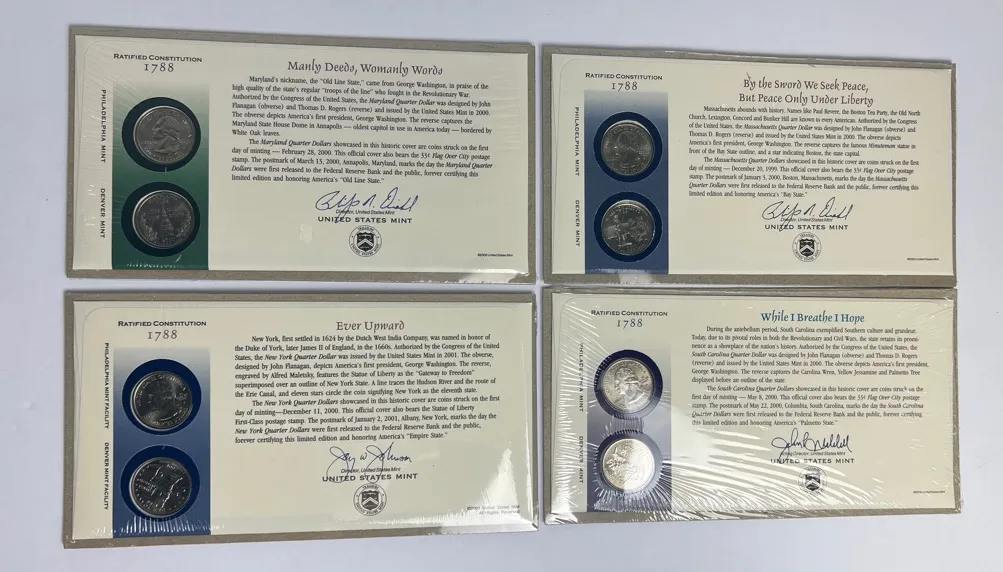 RATIFIED CONSTITUTION
1788
PHILADELPHIA MINT
DENVER MINT
Manly Deeds, Womanly Words
Maryland's nickname, the "Old Line State," came from George Washington, in praise of the
high quality of the state's regular "troops of the line" who fought in the Revolutionary War.
Authorized by the Congress of the United States, the Maryland Quarter Dollar was designed by John
Flanagan (obverse) and Thomas D. Rogers (reverse) and issued by the United States Mint in 2000.
The obverse depicts America's first president, George Washington. The reverse captures the
Maryland State House Dome in Annapolis – oldest capitol in use in America today – bordered by
White Oak leaves.
The Maryland Quarter Dollars showcased in this historic cover are coins struck on the first
day of minting – February 28, 2000. This official cover also bears the 33¢ Flag Over City postage
stamp. The postmark of March 13, 2000, Annapolis, Maryland, marks the day the Maryland Quarter
Dollars were first released to the Federal Reserve Bank and the public, forever certifying this
limited edition and honoring America's "Old Line State."
Director, United States Mint
UNITED STATES MINT
©2000 United States Mint
RATIFIED CONSTITUTION
1788
PHILADELPHIA MINT
DENVER MINT
By the Sword We Seek Peace,
But Peace Only Under Liberty
Massachusetts abounds with history. Names like Paul Revere, the Boston Tea Party, the Old North
Church, Lexington, Concord and Bunker Hill are known to every American. Authorized by the Congress
of the United States, the Massachusetts Quarter Dollar was designed by John Flanagan (obverse) and
Thomas D. Rogers (reverse) and issued by the United States Mint in 2000. The obverse depicts
America's first president, George Washington. The reverse captures the famous Minuteman statue in
front of the Bay State outline, and a star indicating Boston, the state capital.
The Massachusetts Quarter Dollars showcased in this historic cover are coins struck on the first
day of minting — December 20, 1999. This official cover also bears the 33¢ Flag Over City postage
stamp. The postmark of January 3, 2000, Boston, Massachusetts, marks the day the Massachusetts
Quarter Dollars were first released to the Federal Reserve Bank and the public, forever certifying this
limited edition and honoring America's "Bay State."
Director, United States Mint
UNITED STATES MINT
©2000 United States Mint
RATIFIED CONSTITUTION
1788
PHILADELPHIA MINT FACILITY
DENVER MINT FACILITY
Ever Upward
New York, first settled in 1624 by the Dutch West India Company, was named in honor of
the Duke of York, later James II of England, in the 1660s. Authorized by the Congress of the United
States, the New York Quarter Dollar was issued by the United States Mint in 2001. The obverse,
designed by John Flanagan, depicts America's first president, George Washington. The reverse,
engraved by Alfred Maletsky, features the Statue of Liberty as the "Gateway to Freedom"
superimposed over an outline of New York State. A line traces the Hudson River and the route of
the Erie Canal, and eleven stars circle the coin signifying New York as the eleventh state.
The New York Quarter Dollars showcased in this historic cover are coins struck on the first
day of minting—December 11, 2000. This official cover also bears the Statue of Liberty
First-Class postage stamp. The postmark of January 2, 2001, Albany, New York, marks the day the
New York Quarter Dollars were first released to the Federal Reserve Bank and the public,
forever certifying this limited edition and honoring America's "Empire State."
Director, United States Mint
UNITED STATES MINT
All Rights Reserved
RATIFIED CONSTITUTION
1788
PHILADELPHIA MINT
DENVER MINT
While I Breathe I Hope
During the antebellum period, South Carolina exemplified Southern culture and grandeur.
Today, due to its pivotal roles in both the Revolutionary and Civil Wars, the state retains its prom-
inence as a showplace of the nation's history. Authorized by the Congress of the United States, the
South Carolina Quarter Dollar was designed by John Flanagan (obverse) and Thomas D. Rogers
(reverse) and issued by the United States Mint in 2000. The obverse depicts America's first president,
George Washington. The reverse captures the Carolina Wren, Yellow Jessamine and Palmetto Tree
displayed before an outline of the state.
The South Carolina Quarter Dollars showcased in this historic cover are coins struck on the
first day of minting — May 8, 2000. This official cover also bears the 33¢ Flag Over City postage
stamp. The postmark of May 22, 2000, Columbia, South Carolina, marks the day the South Carolina
Quarter Dollars were first released to the Federal Reserve Bank and the public, forever certifying
this limited edition and honoring America's "Palmetto State."
Director, United States Mint
UNITED STATES MINT